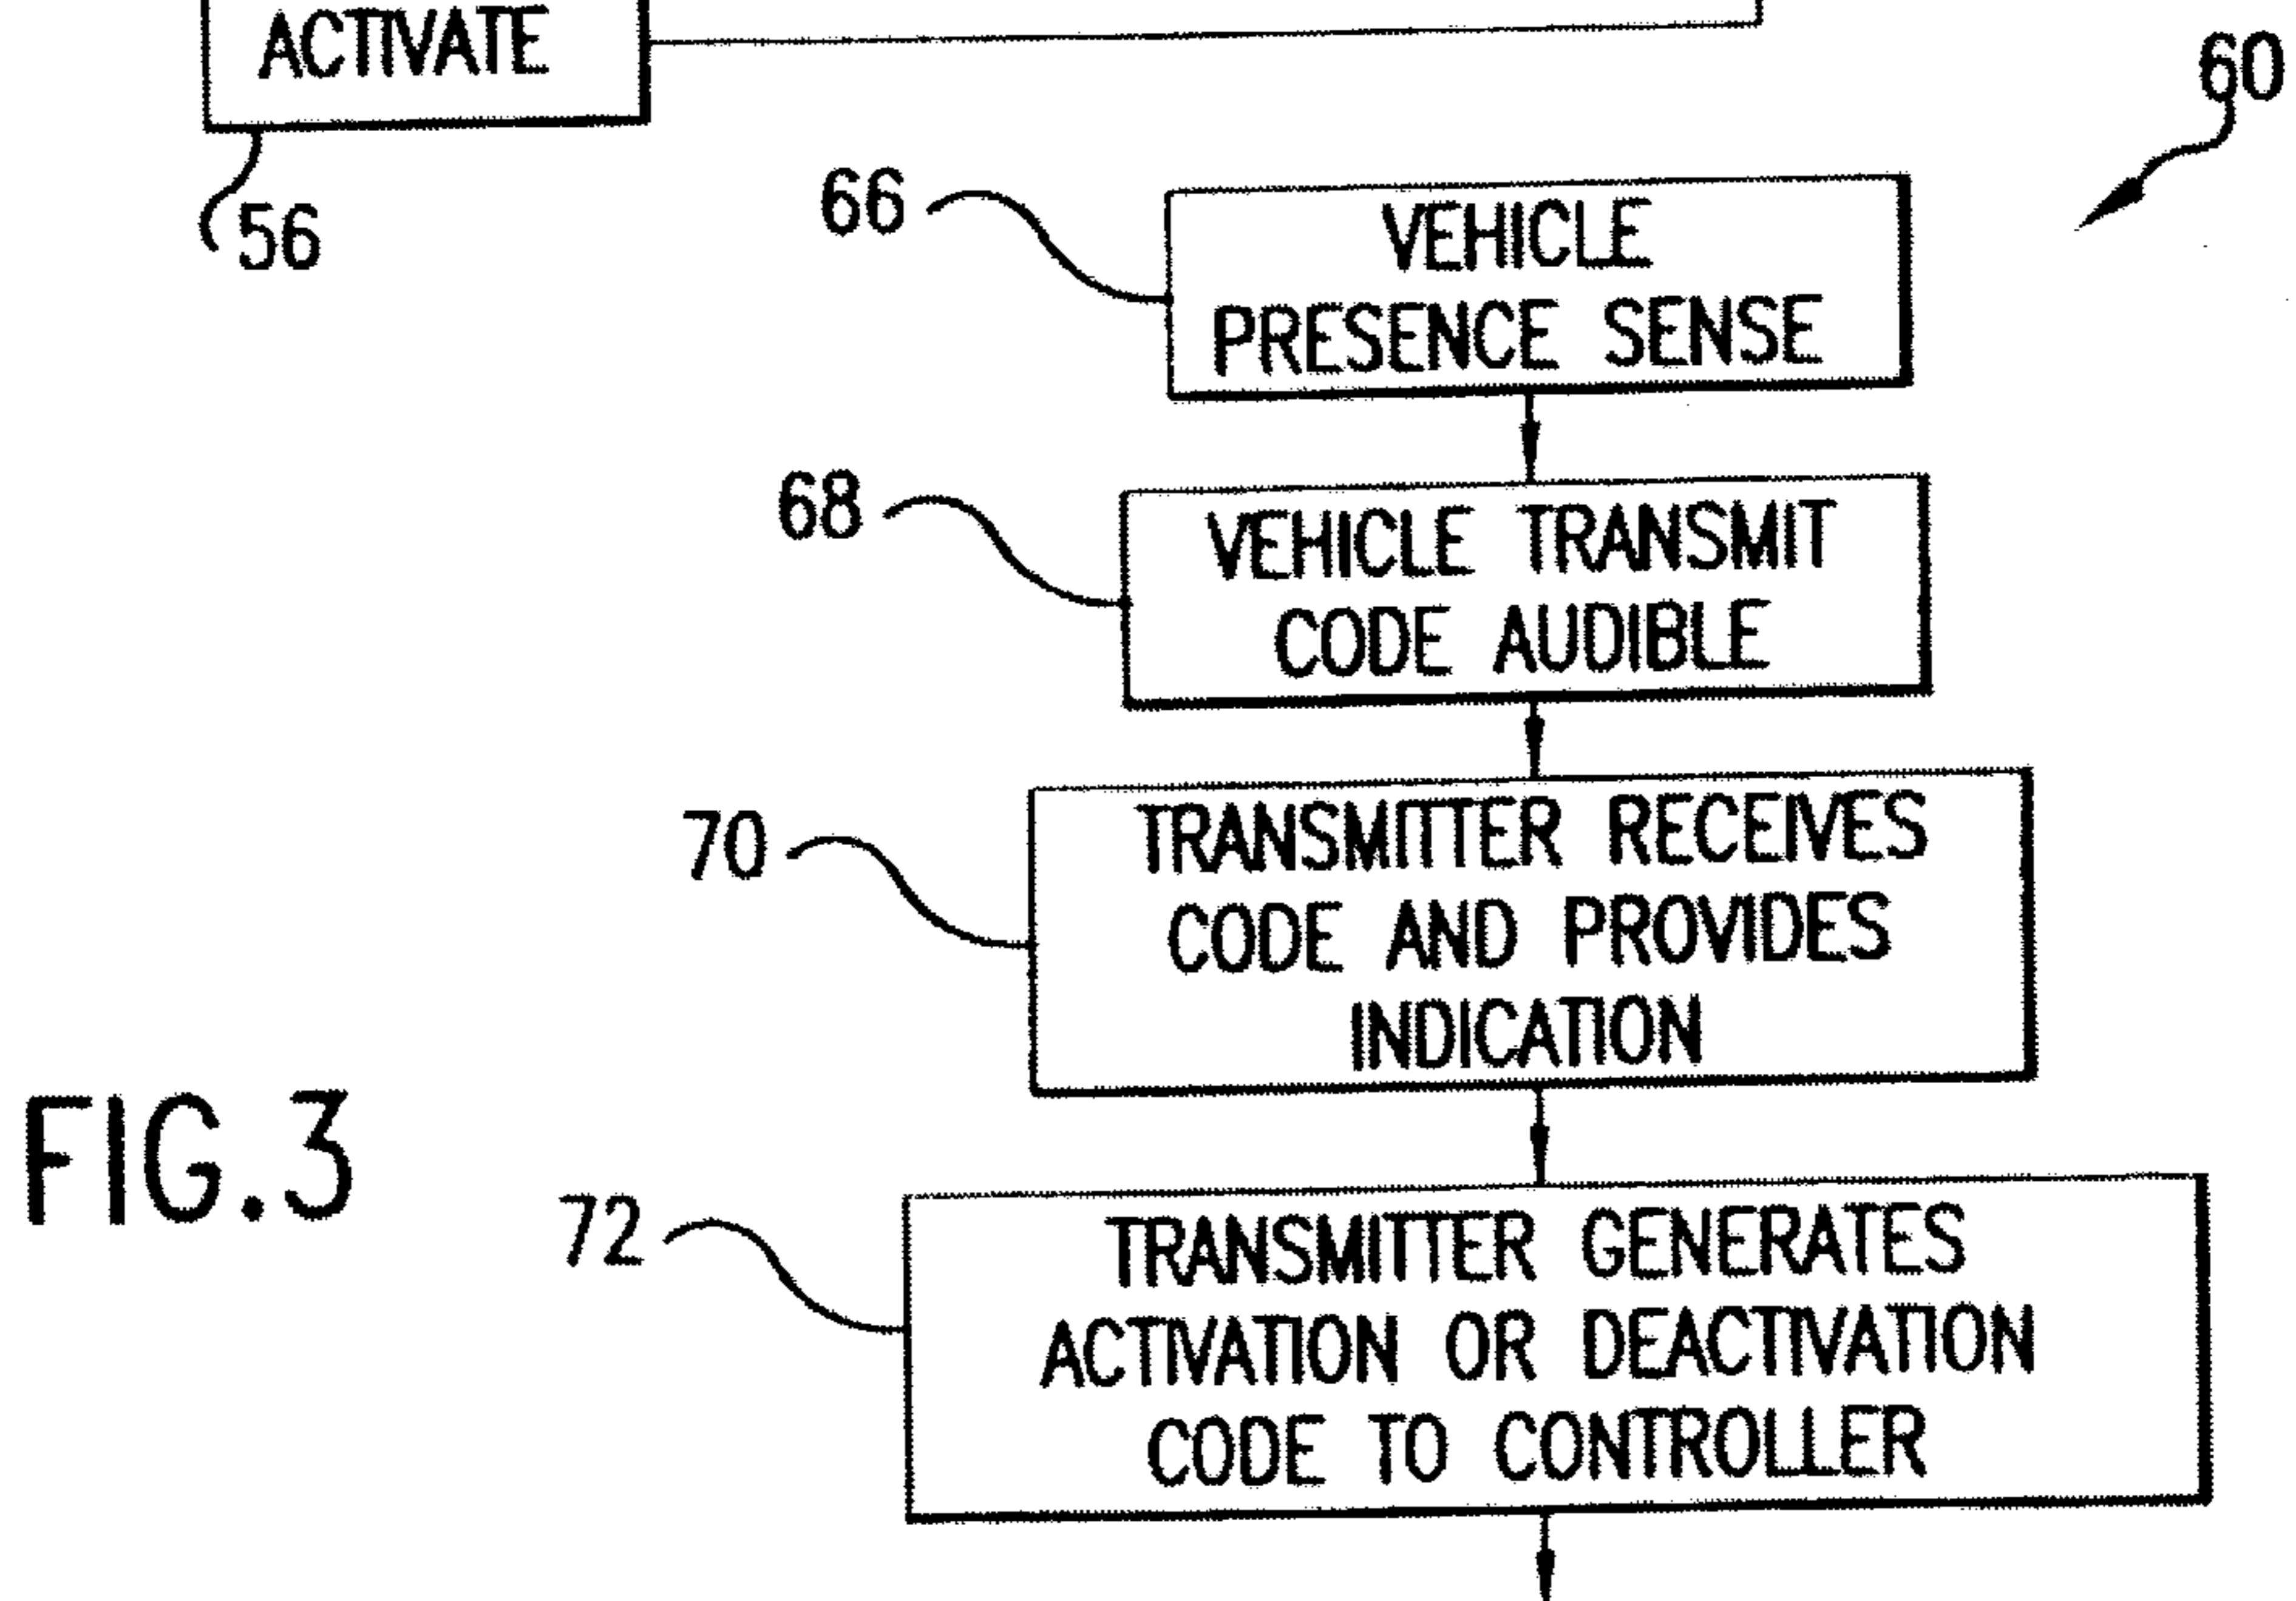 ACTIVATE
56
60
66
VEHICLE
PRESENCE SENSE
68
VEHICLE TRANSMIT
CODE AUDIBLE
70
TRANSMITTER RECEIVES
CODE AND PROVIDES
INDICATION
FIG.3
72
TRANSMITTER GENERATES
ACTIVATION OR DEACTIVATION
CODE TO CONTROLLER